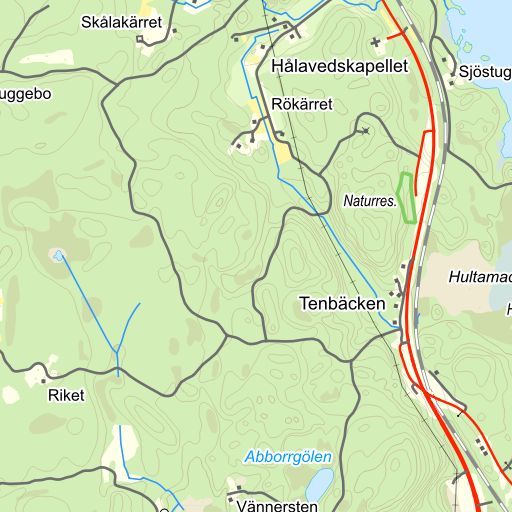 Skålakärret
Hålavedskapellet
Sjöstug
uggebo
Rökärret
Naturres.
Hultamad
Tenbäcken
H
Riket
Abborrgölen
Vännersten